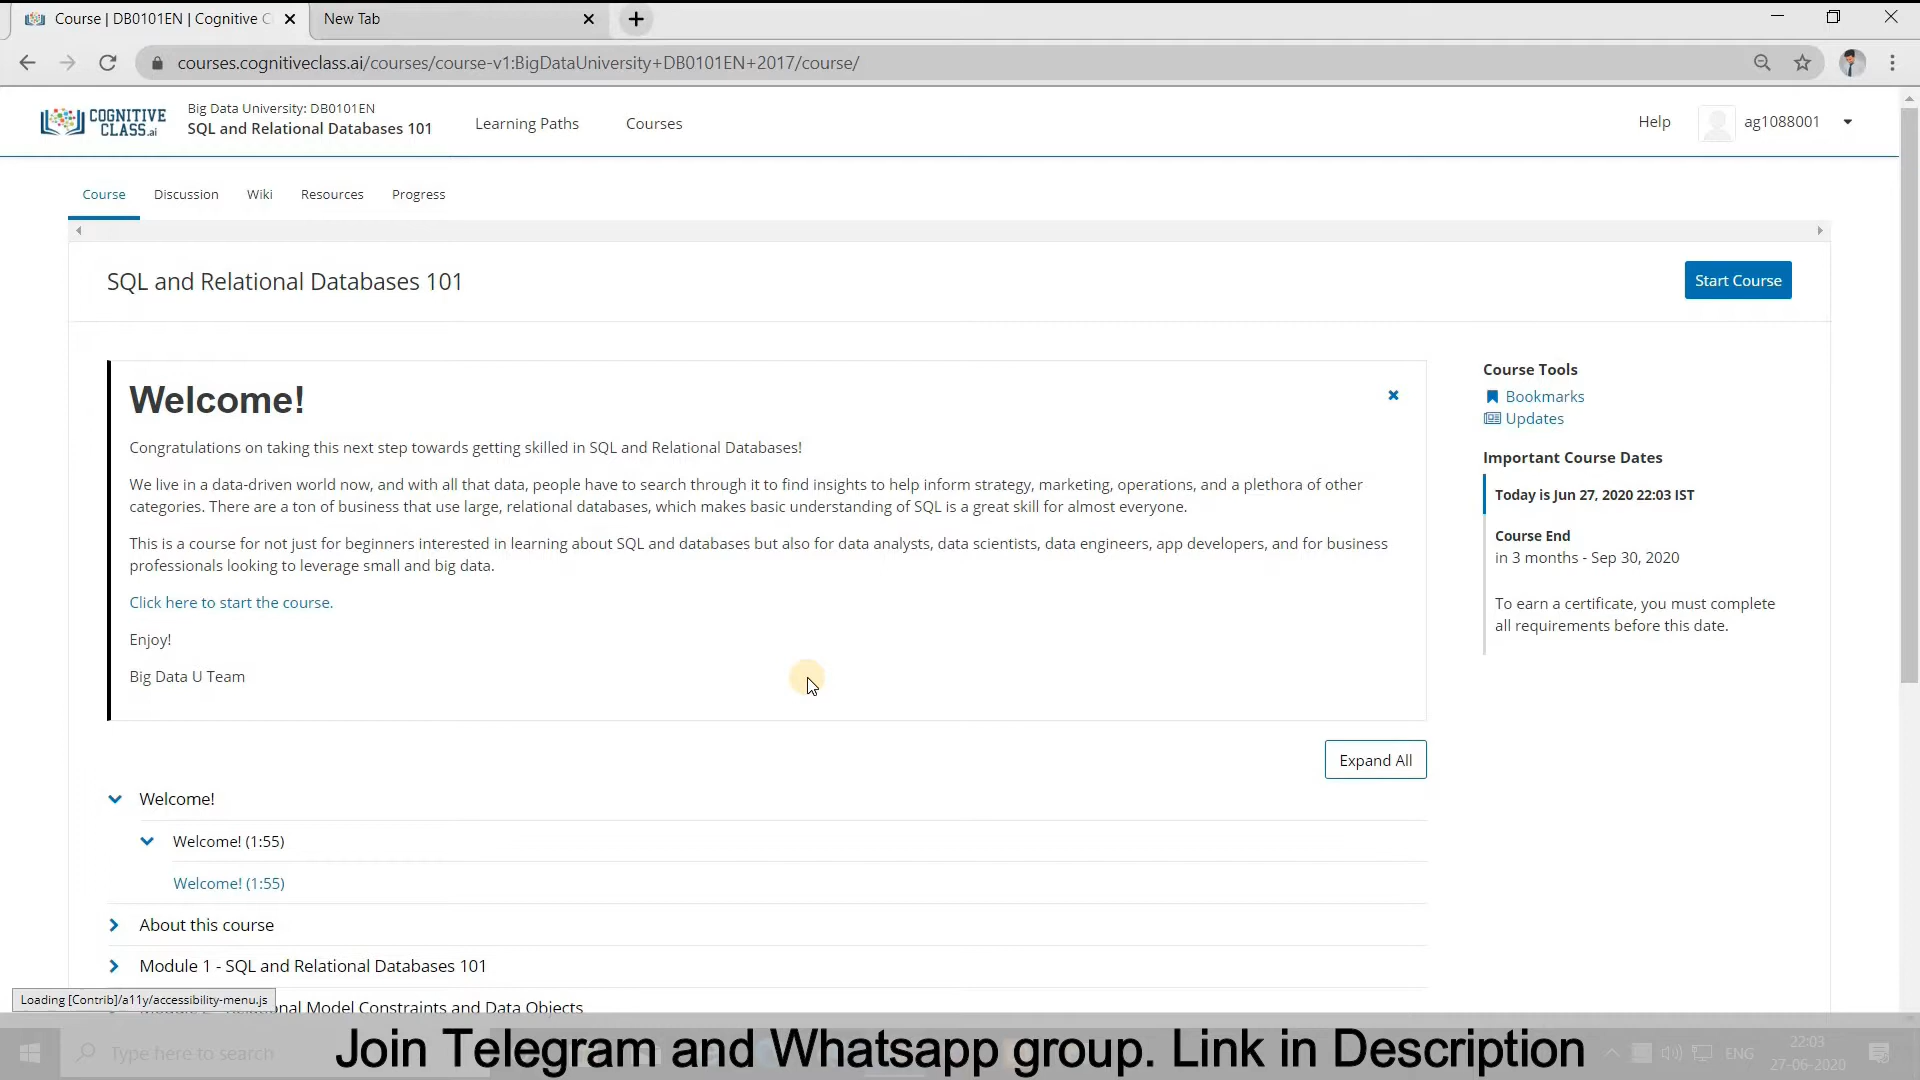 Course | DB0101EN | Cognitive C
New Tab
courses.cognitiveclass.ai/courses/course-v1:BigDataUniversity+DB0101EN+2017/course/
COGNITIVE
CLASS.ai
Big Data University: DB0101EN
SQL and Relational Databases 101
Learning Paths
Courses
Help
ag1088001
Course
Discussion
Wiki
Resources
Progress
SQL and Relational Databases 101
Start Course
Welcome!
Congratulations on taking this next step towards getting skilled in SQL and Relational Databases!
We live in a data-driven world now, and with all that data, people have to search through it to find insights to help inform strategy, marketing, operations, and a plethora of other
categories. There are a ton of business that use large, relational databases, which makes basic understanding of SQL is a great skill for almost everyone.
This is a course for not just for beginners interested in learning about SQL and databases but also for data analysts, data scientists, data engineers, app developers, and for business
professionals looking to leverage small and big data.
Click here to start the course.
Enjoy!
Big Data U Team
Course Tools
Bookmarks
Updates
Important Course Dates
Today is Jun 27, 2020 22:03 IST
Course End
in 3 months - Sep 30, 2020
To earn a certificate, you must complete
all requirements before this date.
Expand All
Welcome!
Welcome! (1:55)
Welcome! (1:55)
About this course
Module 1 - SQL and Relational Databases 101
Model Constraints and Data Objects
Loading [Contrib]/a11y/accessibility-menu.js
Type here to search
Join Telegram and Whatsapp group. Link in Description
ENG
22:03
27-06-2020